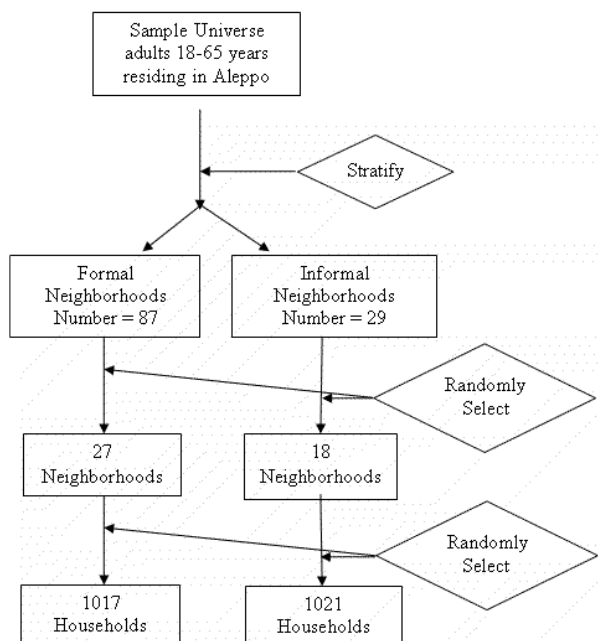 Sample Universe
adults 18-65 years
residing in Aleppo
Stratify
Formal
Neighborhoods
Number = 87
Informal
Neighborhoods
Number = 29
Randomly
Select
27
Neighborhoods
18
Neighborhoods
Randomly
Select
1017
Households
1021
Households